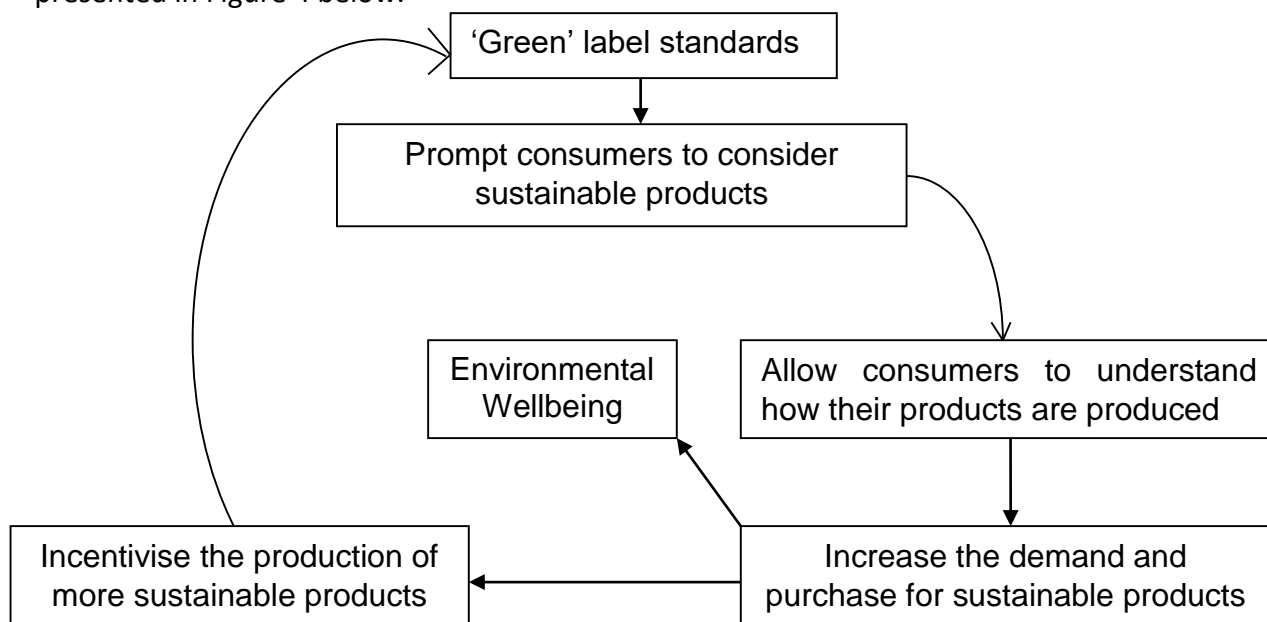 presented in Figure 4 below.
'Green' label standards
Prompt consumers to consider
sustainable products
Environmental
Wellbeing
Allow consumers to understand
how their products are produced
Incentivise the production of
more sustainable products
Increase the demand and
purchase for sustainable products